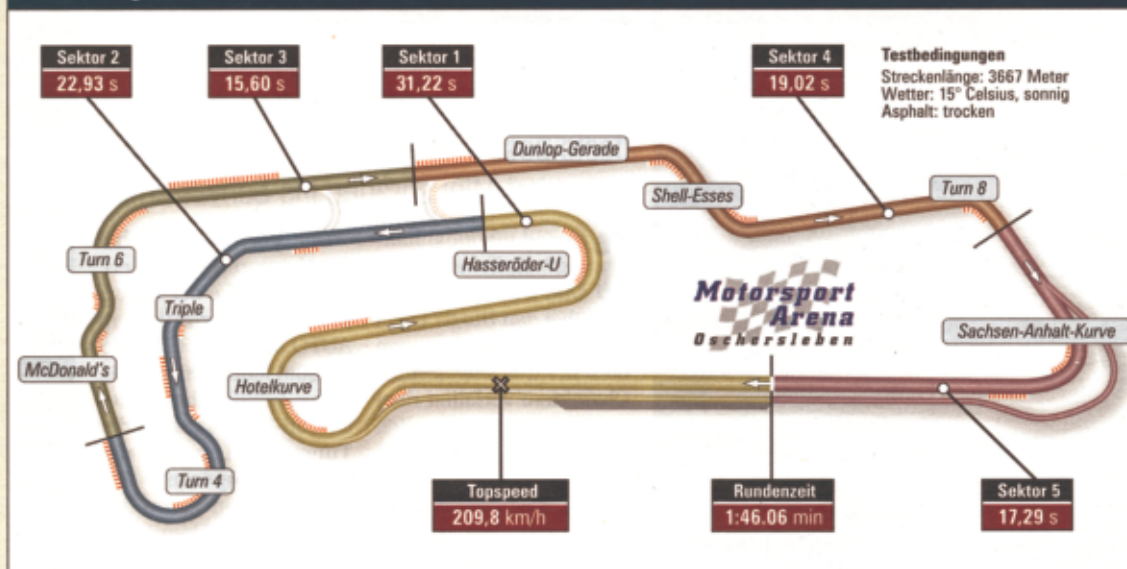 Sektor 2
22,93 s
Sektor 3
15,60 s
Sektor 1
31,22 s
Sektor 4
19,02 s
Testbedingungen
Streckenlänge: 3667 Meter
Wetter: 15° Celsius, sonnig
Asphalt: trocken
Dunlop-Gerade
Shell-Esses
Turn 8
Turn 6
Hasseröder-U
Triple
Motorsport
Arena
Oschersleben
Sachsen-Anhalt-Kurve
McDonald's
Hotelkurve
Turn 4
Topspeed
209,8 km/h
Rundenzeit
1:46.06 min
Sektor 5
17,29 s